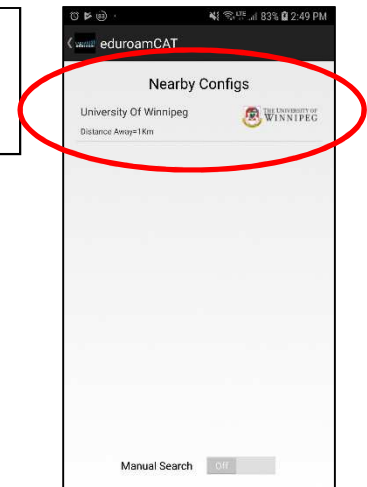 83% 2:49 PM
eduroamCAT
Nearby Configs
University Of Winnipeg
THE UNIVERSITY OF
WINNIPEG
Distance Away=1Km
Manual Search Off